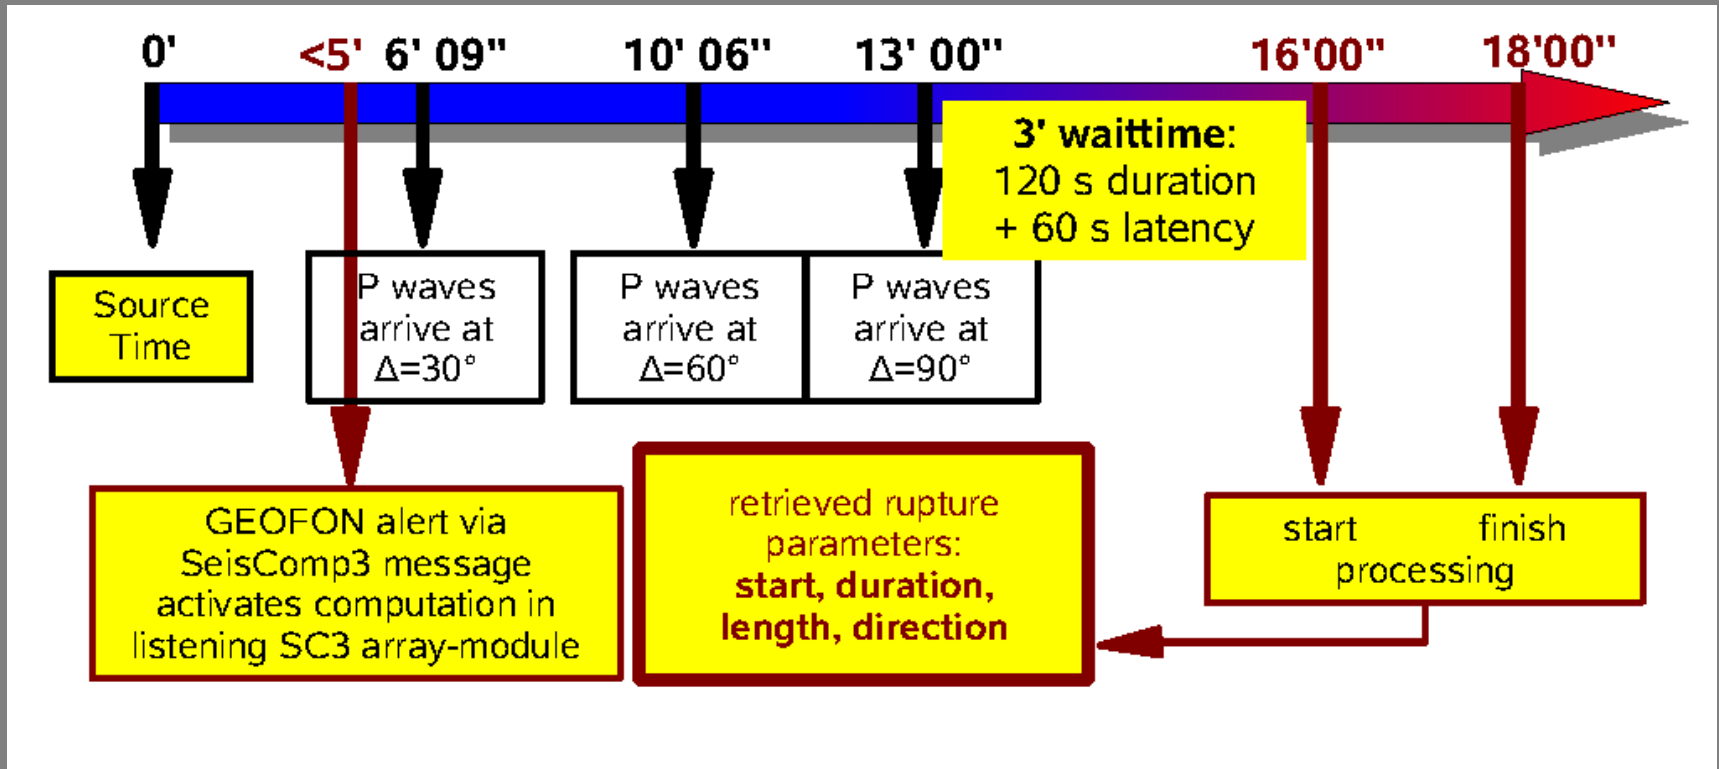 0'
<5'
6' 09"
10' 06"
13' 00"
16'00"
18'00"
3' waittime:
120 s duration
+ 60 s latency
Source
Time
P waves
arrive at
Δ=30°
P waves
arrive at
Δ=60°
P waves
arrive at
Δ=90°
GEOFON alert via
SeisComp3 message
activates computation in
listening SC3 array-module
retrieved rupture
parameters:
start, duration,
length, direction
start finish
processing